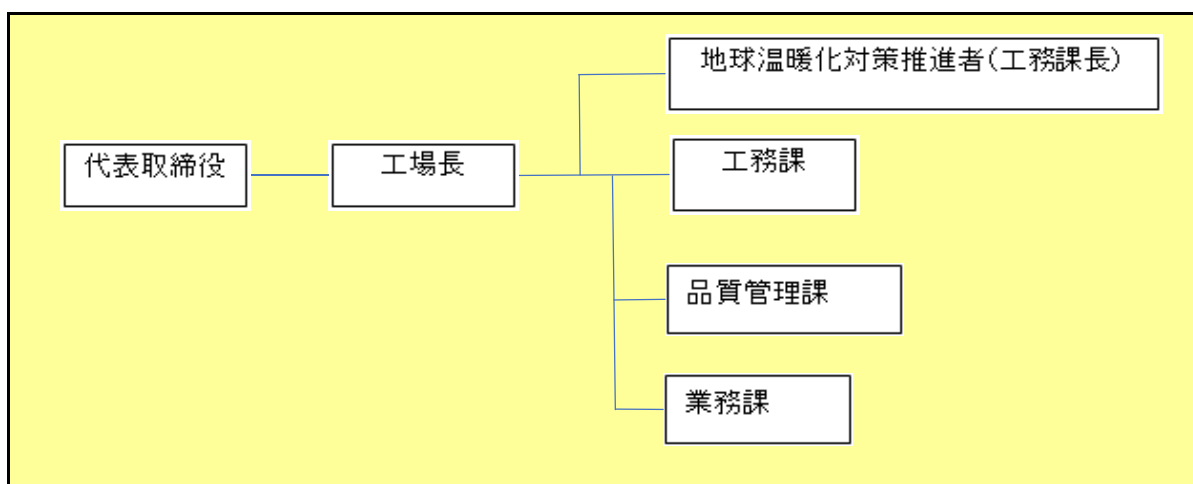 地球温暖化対策推進者(工務課長)
代表取締役
工場長
工務課
品質管理課
業務課